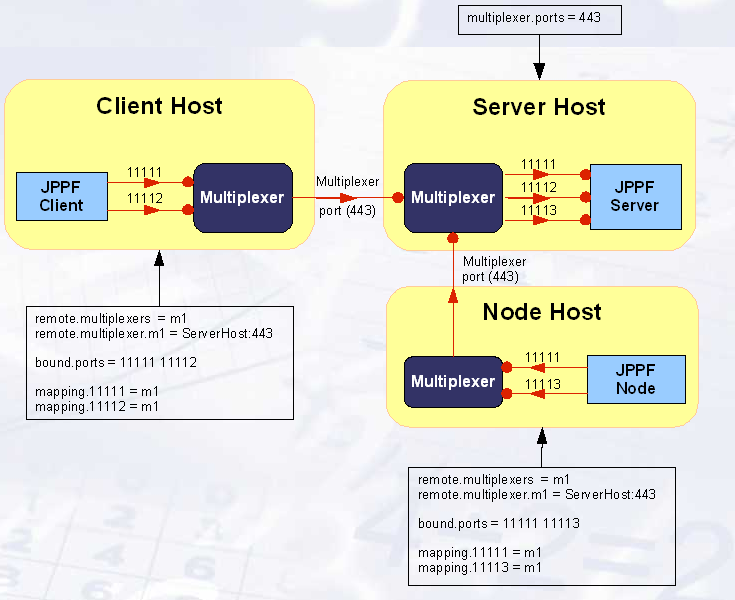 multiplexer.ports = 443
Client Host
JPPF
Client
11111
11112
Multiplexer
Multiplexer
port (443)
Server Host
Multiplexer
11111
11112
11113
JPPF
Server
Multiplexer
port (443)
Node Host
Multiplexer
11111
11113
JPPF
Node
remote.multiplexers = m1
remote.multiplexer.m1 = ServerHost:443
bound.ports = 11111 11112
mapping.11111 = m1
mapping.11112 = m1
remote.multiplexers = m1
remote.multiplexer.m1 = ServerHost:443
bound.ports = 11111 11113
mapping.11111 = m1
mapping.11113 = m1